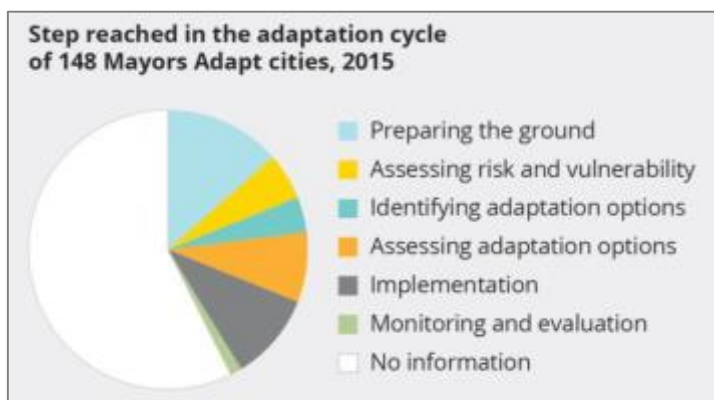 Step reached in the adaptation cycle
of 148 Mayors Adapt cities, 2015
Preparing the ground
Assessing risk and vulnerability
Identifying adaptation options
Assessing adaptation options
Implementation
Monitoring and evaluation
No information